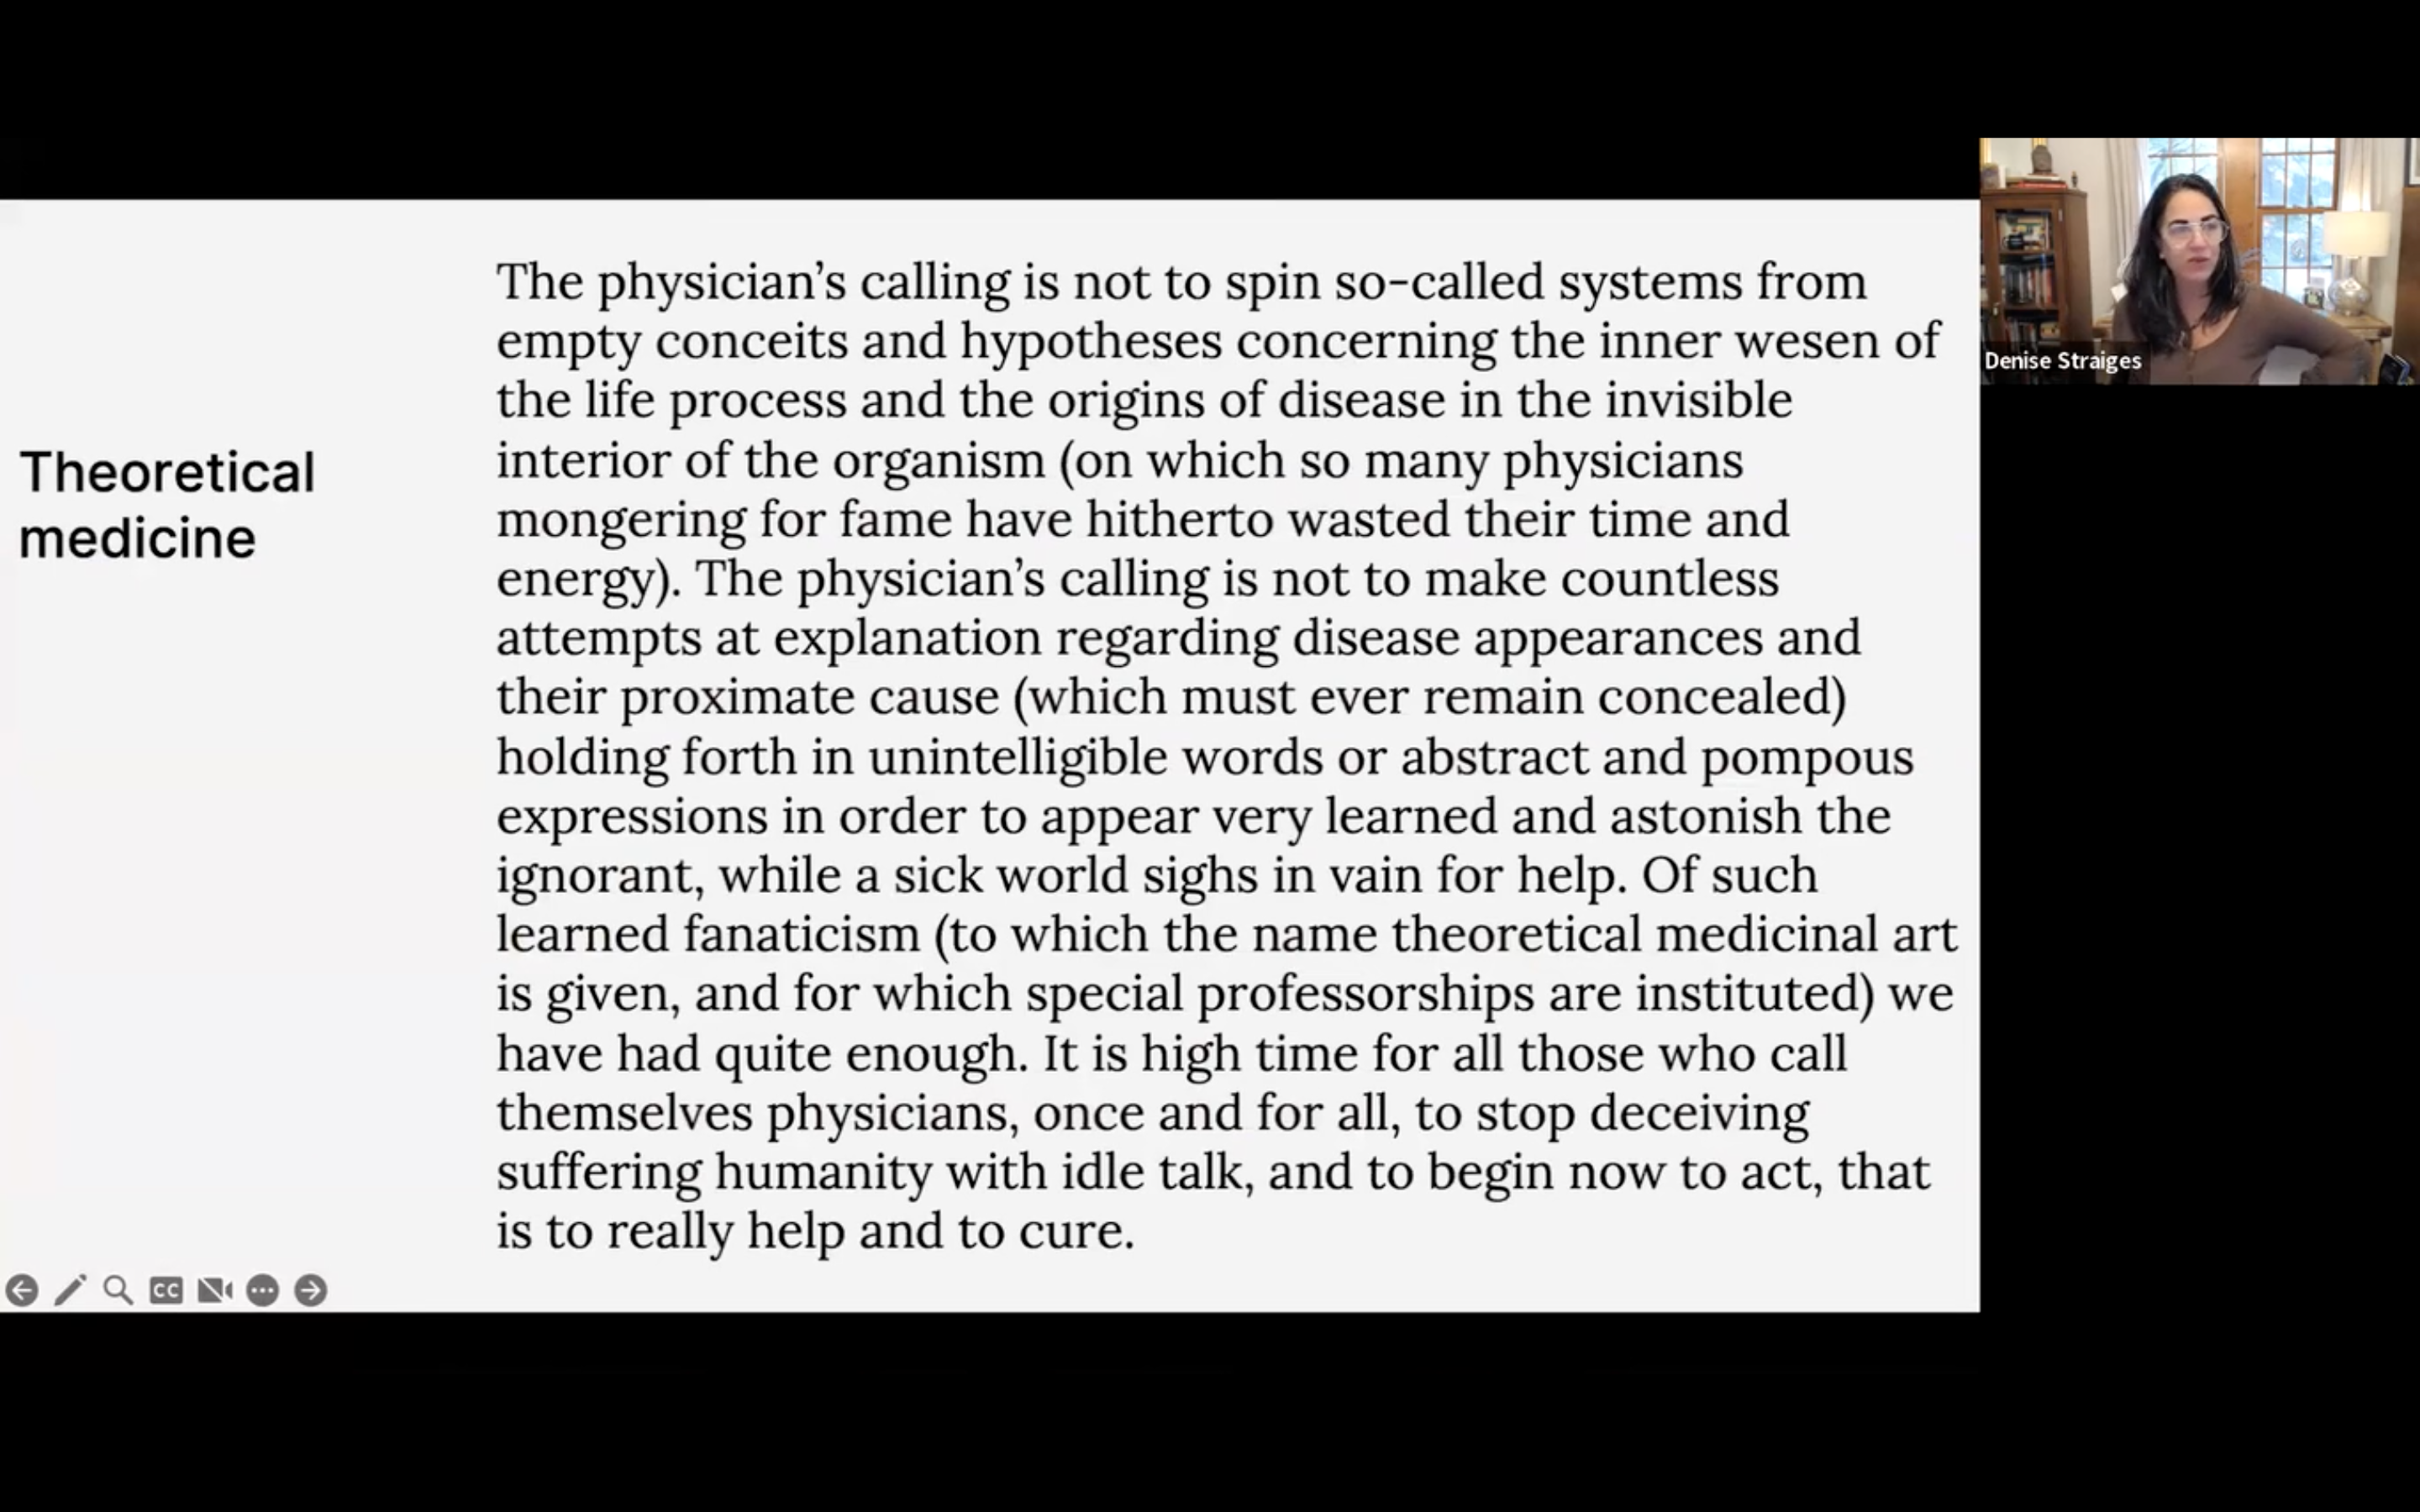 Theoretical
medicine
The physician’s calling is not to spin so-called systems from
empty conceits and hypotheses concerning the inner wesen of
the life process and the origins of disease in the invisible
interior of the organism (on which so many physicians
mongering for fame have hitherto wasted their time and
energy). The physician’s calling is not to make countless
attempts at explanation regarding disease appearances and
their proximate cause (which must ever remain concealed)
holding forth in unintelligible words or abstract and pompous
expressions in order to appear very learned and astonish the
ignorant, while a sick world sighs in vain for help. Of such
learned fanaticism (to which the name theoretical medicinal art
is given, and for which special professorships are instituted) we
have had quite enough. It is high time for all those who call
themselves physicians, once and for all, to stop deceiving
suffering humanity with idle talk, and to begin now to act, that
is to really help and to cure.
CC
Denise Straiges